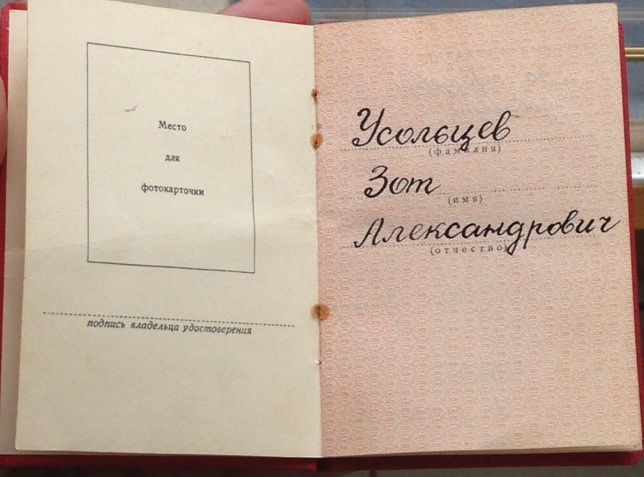 Место
для
фотокарточки
подпись владельца удостоверения
Усольцев
(фамилия)
Зот
(имя)
Александрович
(отчество)